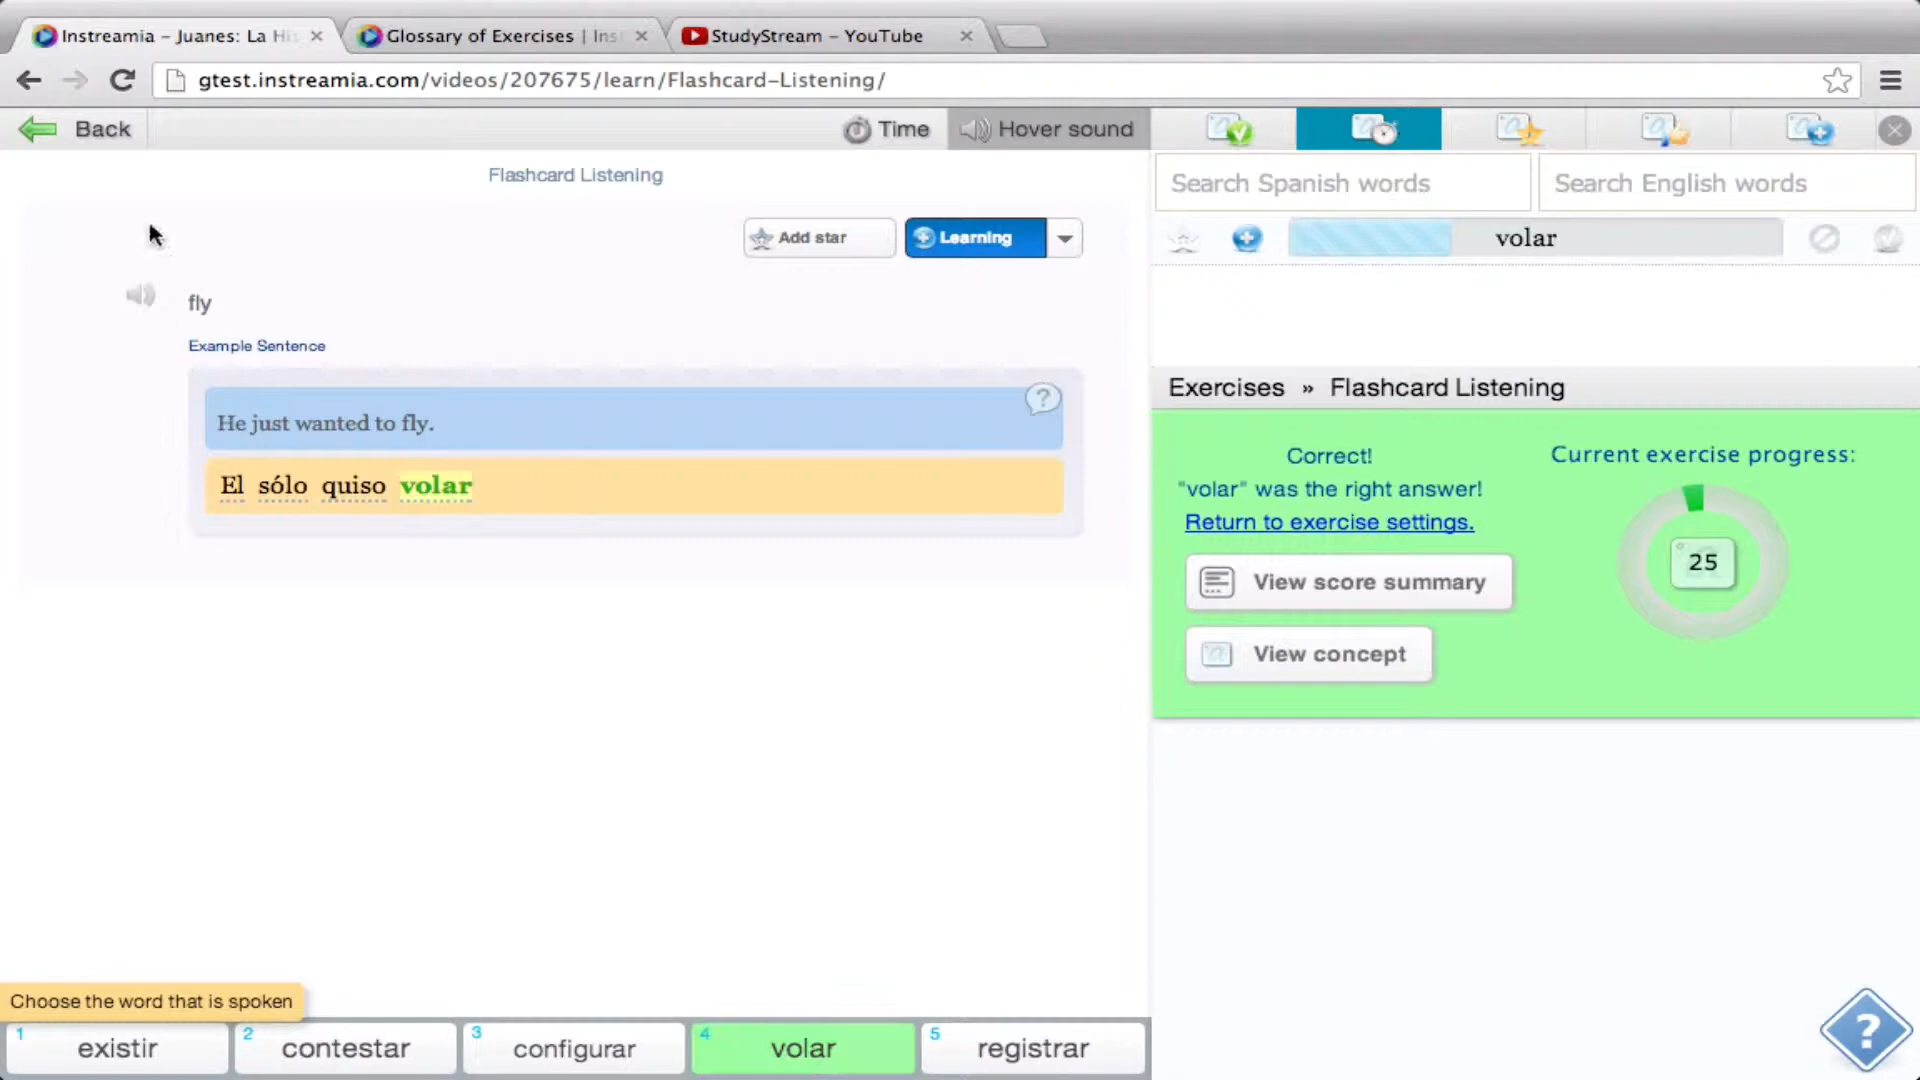 Instreamia – Juanes: La Hi
Glossary of Exercises | Ins
StudyStream – YouTube
gtest.instreamia.com/videos/207675/learn/Flashcard-Listening/
Back
Time
Hover sound
Flashcard Listening
Search Spanish words
Search English words
Add star
Learning
volar
fly
Example Sentence
He just wanted to fly.
?
El sólo quiso volar
Exercises » Flashcard Listening
Correct!
"volar" was the right answer!
Return to exercise settings.
View score summary
View concept
Current exercise progress:
25
Choose the word that is spoken
1 existir
2 contestar
3 configurar
4 volar
5 registrar
?